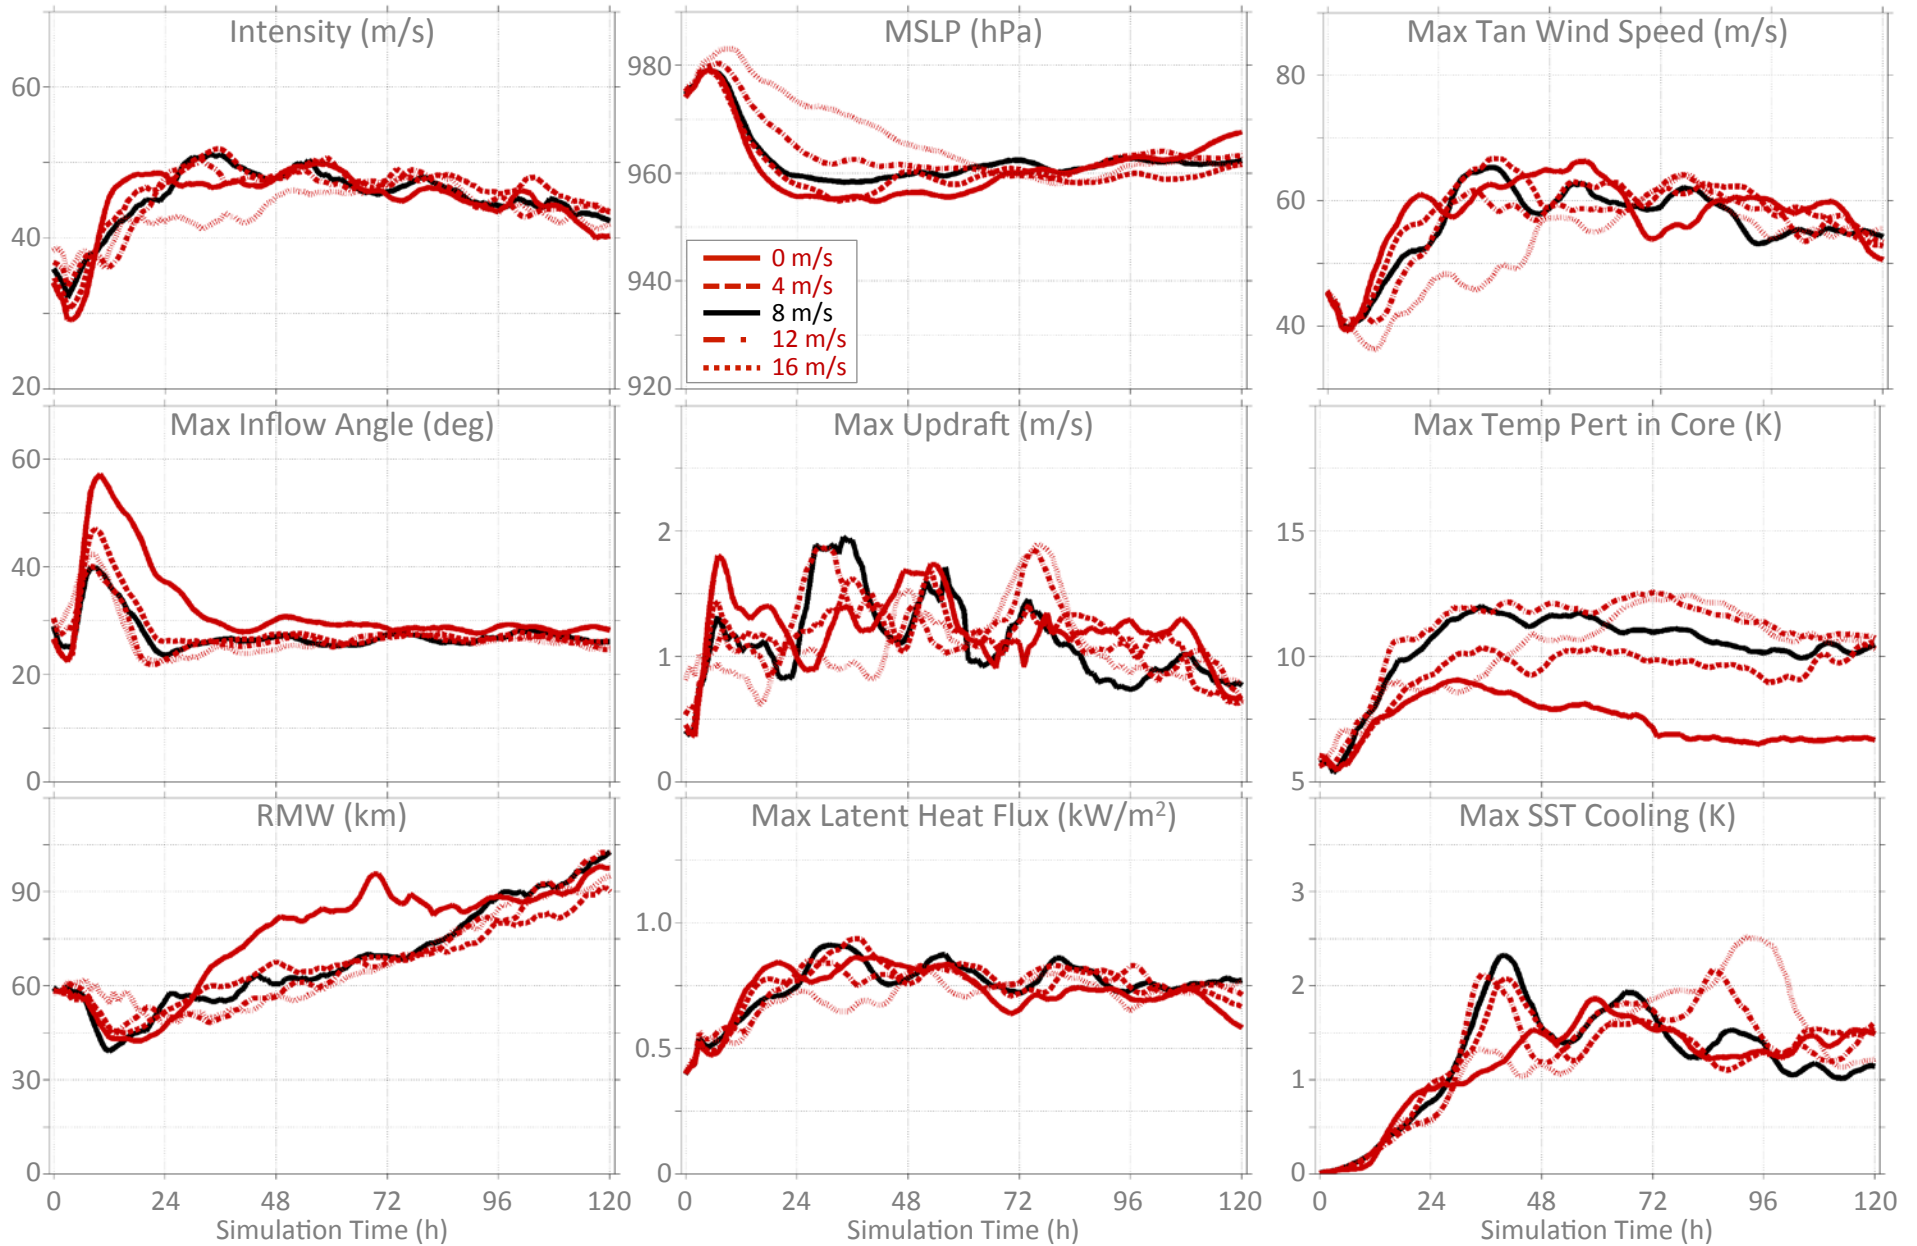 Intensity (m/s)
60
40
20
MSLP (hPa)
980
960
940
920
0 m/s
4 m/s
8 m/s
12 m/s
16 m/s
Max Tan Wind Speed (m/s)
80
60
40
Max Inflow Angle (deg)
60
40
20
0
Max Updraft (m/s)
2
1
0
Max Temp Pert in Core (K)
15
10
5
RMW (km)
90
60
30
0
0 24 48 72 96 120
Simulation Time (h)
Max Latent Heat Flux (kW/m²)
1.0
0.5
0
0 24 48 72 96 120
Simulation Time (h)
Max SST Cooling (K)
3
2
1
0
0 24 48 72 96 120
Simulation Time (h)